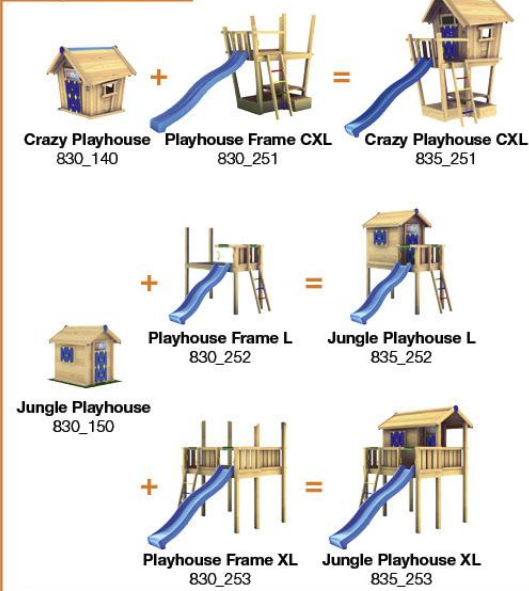 + =
Crazy Playhouse Playhouse Frame CXL Crazy Playhouse CXL
830_140 830_251 835_251
+ =
Playhouse Frame L Jungle Playhouse L
830_252 835_252
Jungle Playhouse
830_150
+ =
Playhouse Frame XL Jungle Playhouse XL
830_253 835_253